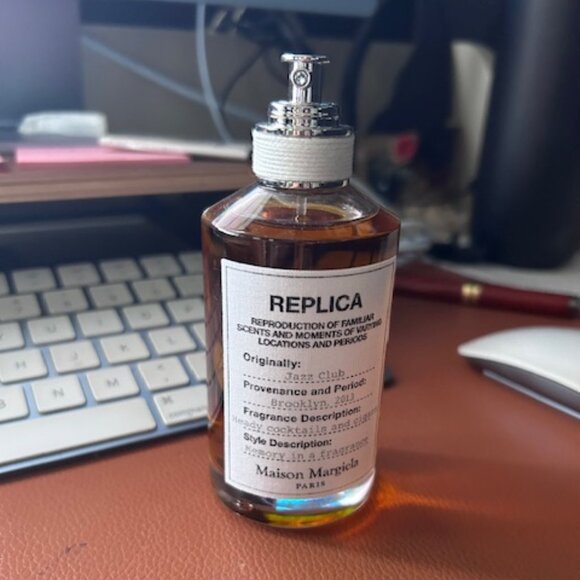 REPLICA
REPRODUCTION OF FAMILIAR
SCENTS AND MOMENTS OF VARYING
LOCATIONS AND PERIODS
Originally:
Jazz Club
Provenance and Period:
Brooklyn, 2013
Fragrance Description:
Heady cocktails and cigars
Style Description:
Memory in a fragrance
Maison Margiela
PARIS
B
N
M
command